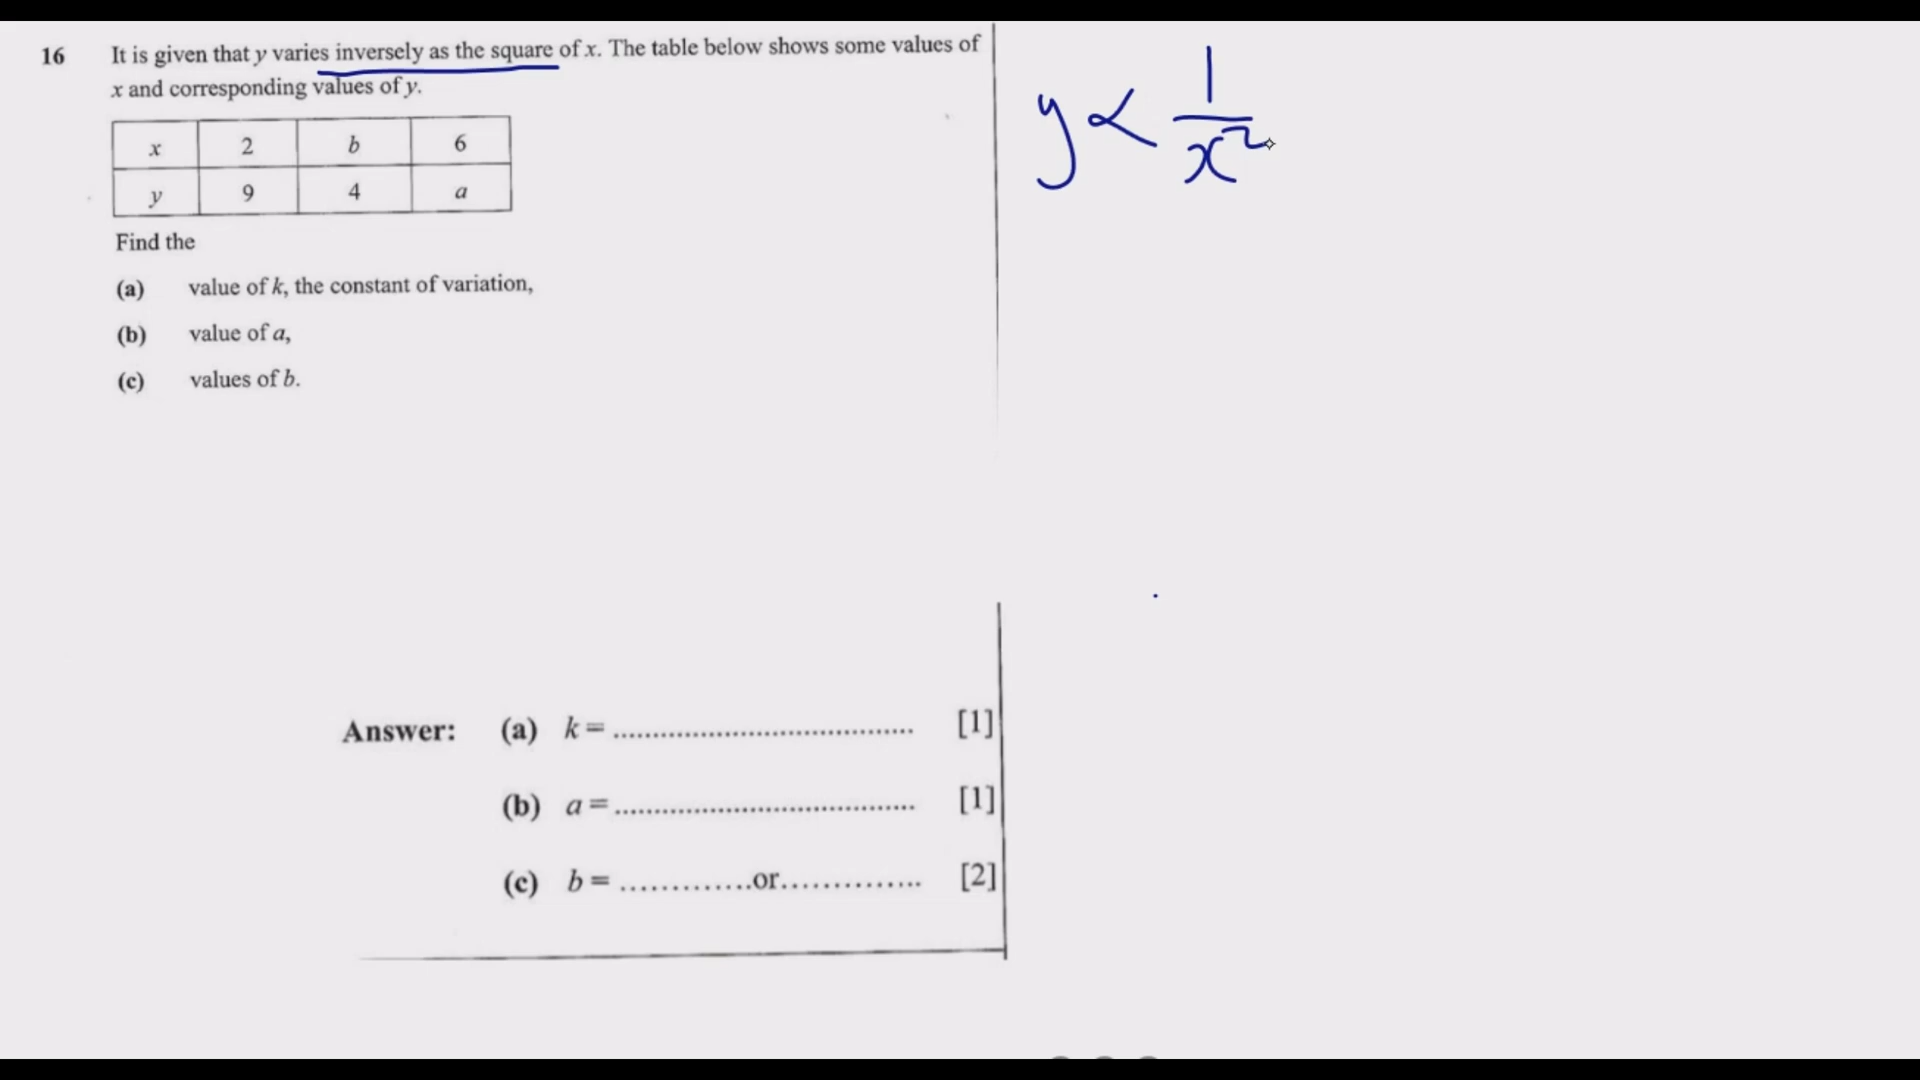 16 It is given that y varies inversely as the square of x. The table below shows some values of
x and corresponding values of y.
x 2 b 6
y 9 4 a
Find the
(a) value of k, the constant of variation,
(b) value of a,
(c) values of b.
Answer: (a) k = ...................................... [1]
(b) a = ...................................... [1]
(c) b = .............or.............. [2]
y ∝ 1/x²